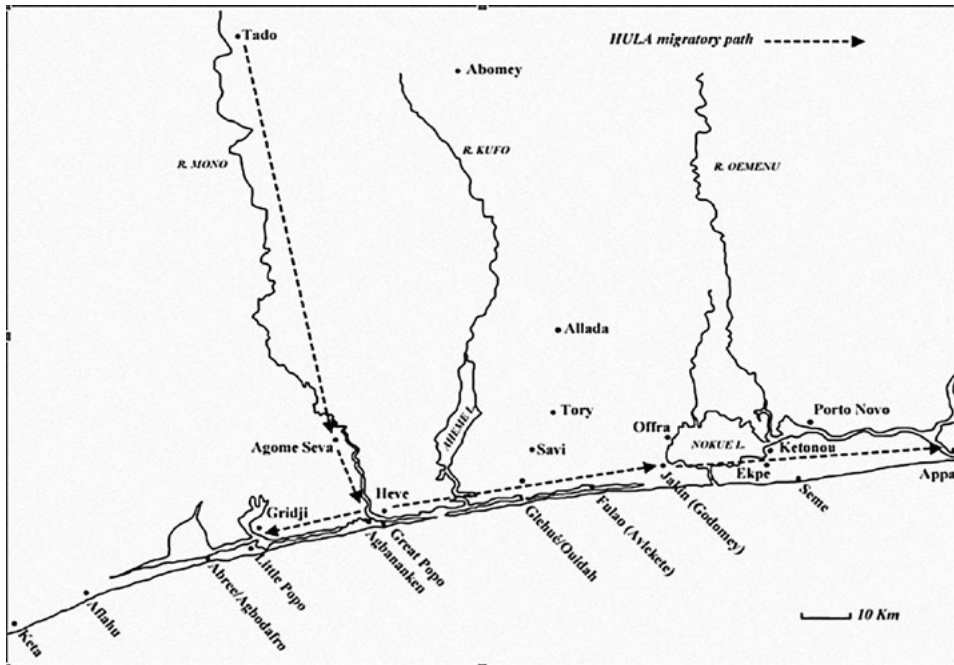 Tado
HULA migratory path
Abomey
R. MONO
R. KUFO
R. OEMENU
Allada
Tory
AHEME L.
Savi
Offra
Porto Novo
NOKUE L.
Ketonou
Agome Seva
Ekpe
Appa
Heve
Seme
Gridji
Jakin (Godomey)
Fulao (Avlekete)
Glehué/Ouidah
Great Popo
Agbananken
Little Popo
Abree/Agbodafro
Aflahu
Keta
10 Km